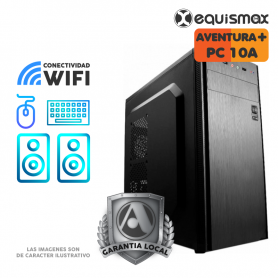 equismax
AVENTURA+
PC 10A
CONECTIVIDAD
WIFI
GARANTIA LOCAL
LAS IMAGENES SON
DE CARACTER ILUSTRATIVO